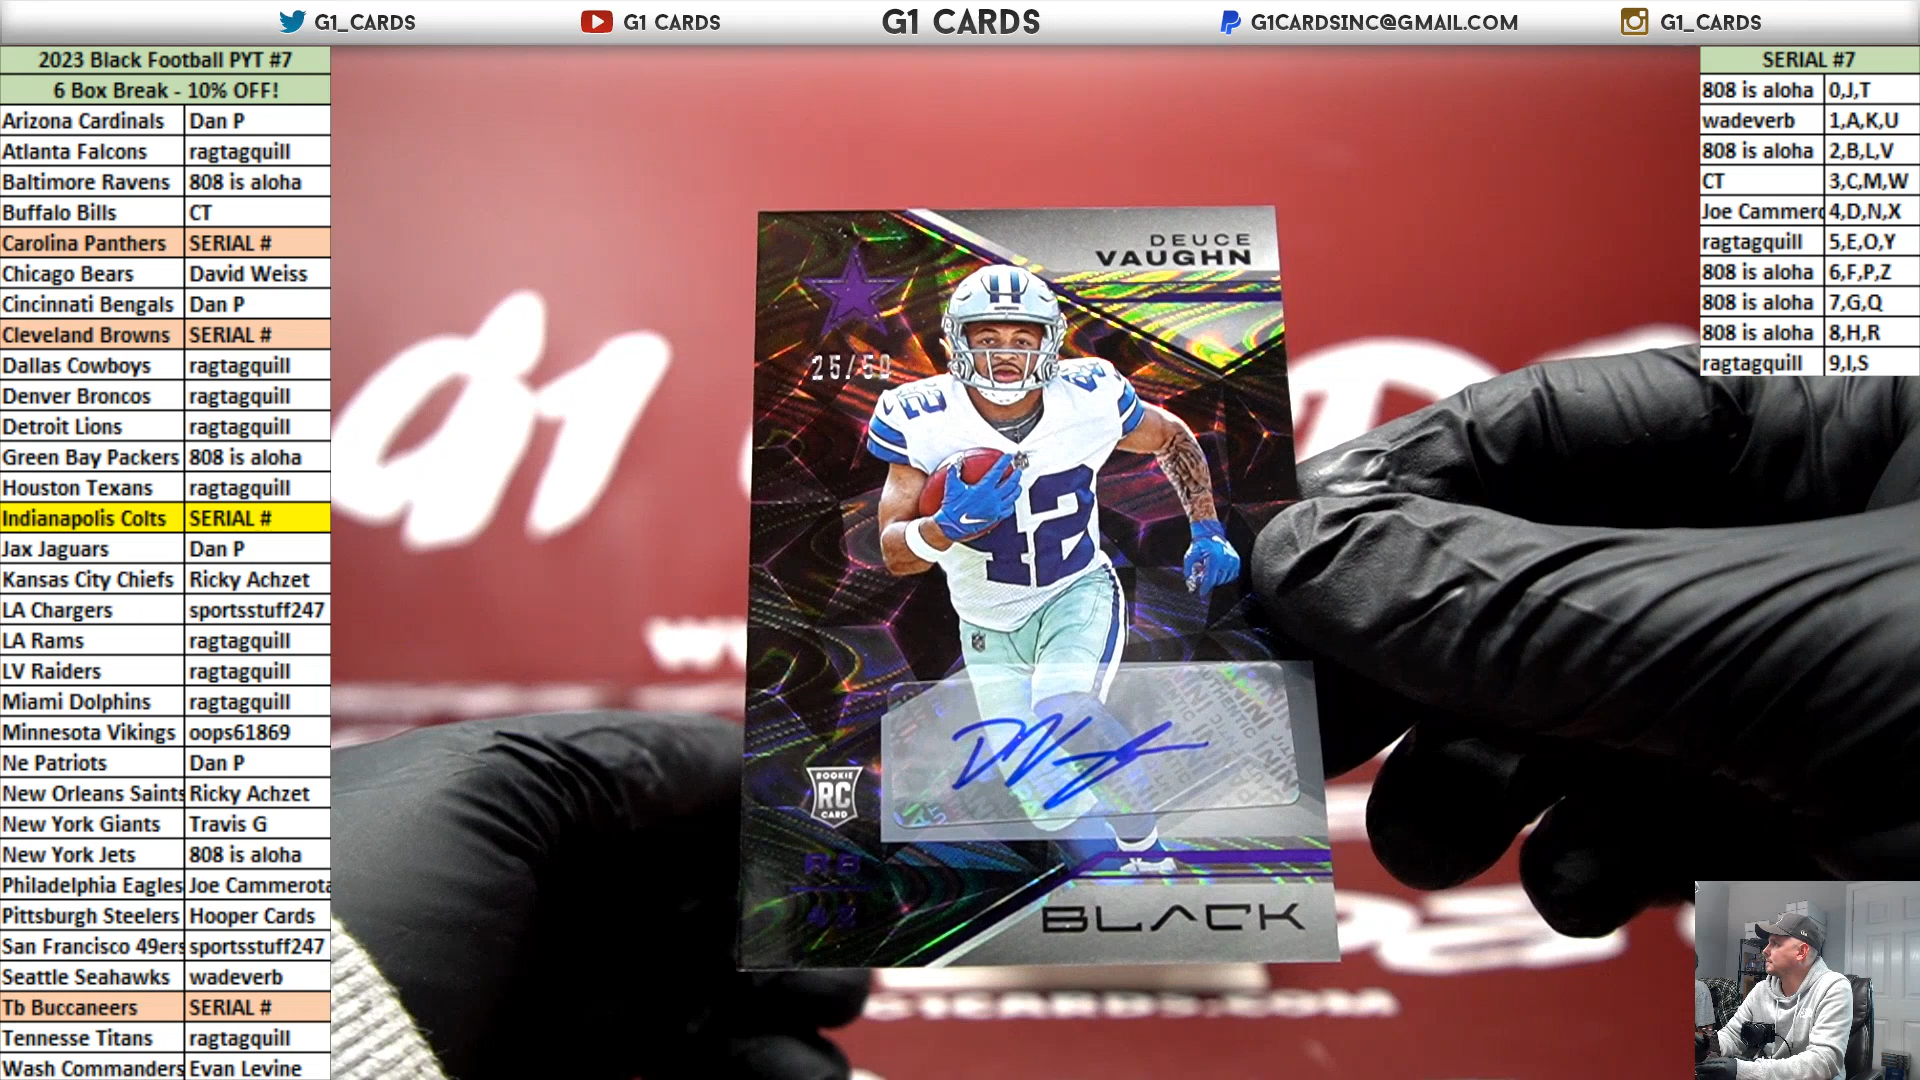 G1_CARDS
G1 CARDS
G1 CARDS
G1CARDSINC@GMAIL.COM
G1_CARDS
2023 Black Football PYT #7
6 Box Break - 10% OFF!
Arizona Cardinals Dan P
Atlanta Falcons ragtagquill
Baltimore Ravens 808 is aloha
Buffalo Bills CT
Carolina Panthers SERIAL #
Chicago Bears David Weiss
Cincinnati Bengals Dan P
Cleveland Browns SERIAL #
Dallas Cowboys ragtagquill
Denver Broncos ragtagquill
Detroit Lions ragtagquill
Green Bay Packers 808 is aloha
Houston Texans ragtagquill
Indianapolis Colts SERIAL #
Jax Jaguars Dan P
Kansas City Chiefs Ricky Achzet
LA Chargers sportsstuff247
LA Rams ragtagquill
LV Raiders ragtagquill
Miami Dolphins ragtagquill
Minnesota Vikings oops61869
Ne Patriots Dan P
New Orleans Saints Ricky Achzet
New York Giants Travis G
New York Jets 808 is aloha
Philadelphia Eagles Joe Cammerota
Pittsburgh Steelers Hooper Cards
San Francisco 49ers sportsstuff247
Seattle Seahawks wadeverb
Tb Buccaneers SERIAL #
Tennesse Titans ragtagquill
Wash Commanders Evan Levine
DEUCE
VAUGHN
25/50
42
42
ROOKIE
RC
CARD
RB
42
BLACK
G1CARDS.COM
SERIAL #7
808 is aloha 0,J,T
wadeverb 1,A,K,U
808 is aloha 2,B,L,V
CT 3,C,M,W
Joe Cammero 4,D,N,X
ragtagquill 5,E,O,Y
808 is aloha 6,F,P,Z
808 is aloha 7,G,Q
808 is aloha 8,H,R
ragtagquill 9,I,S